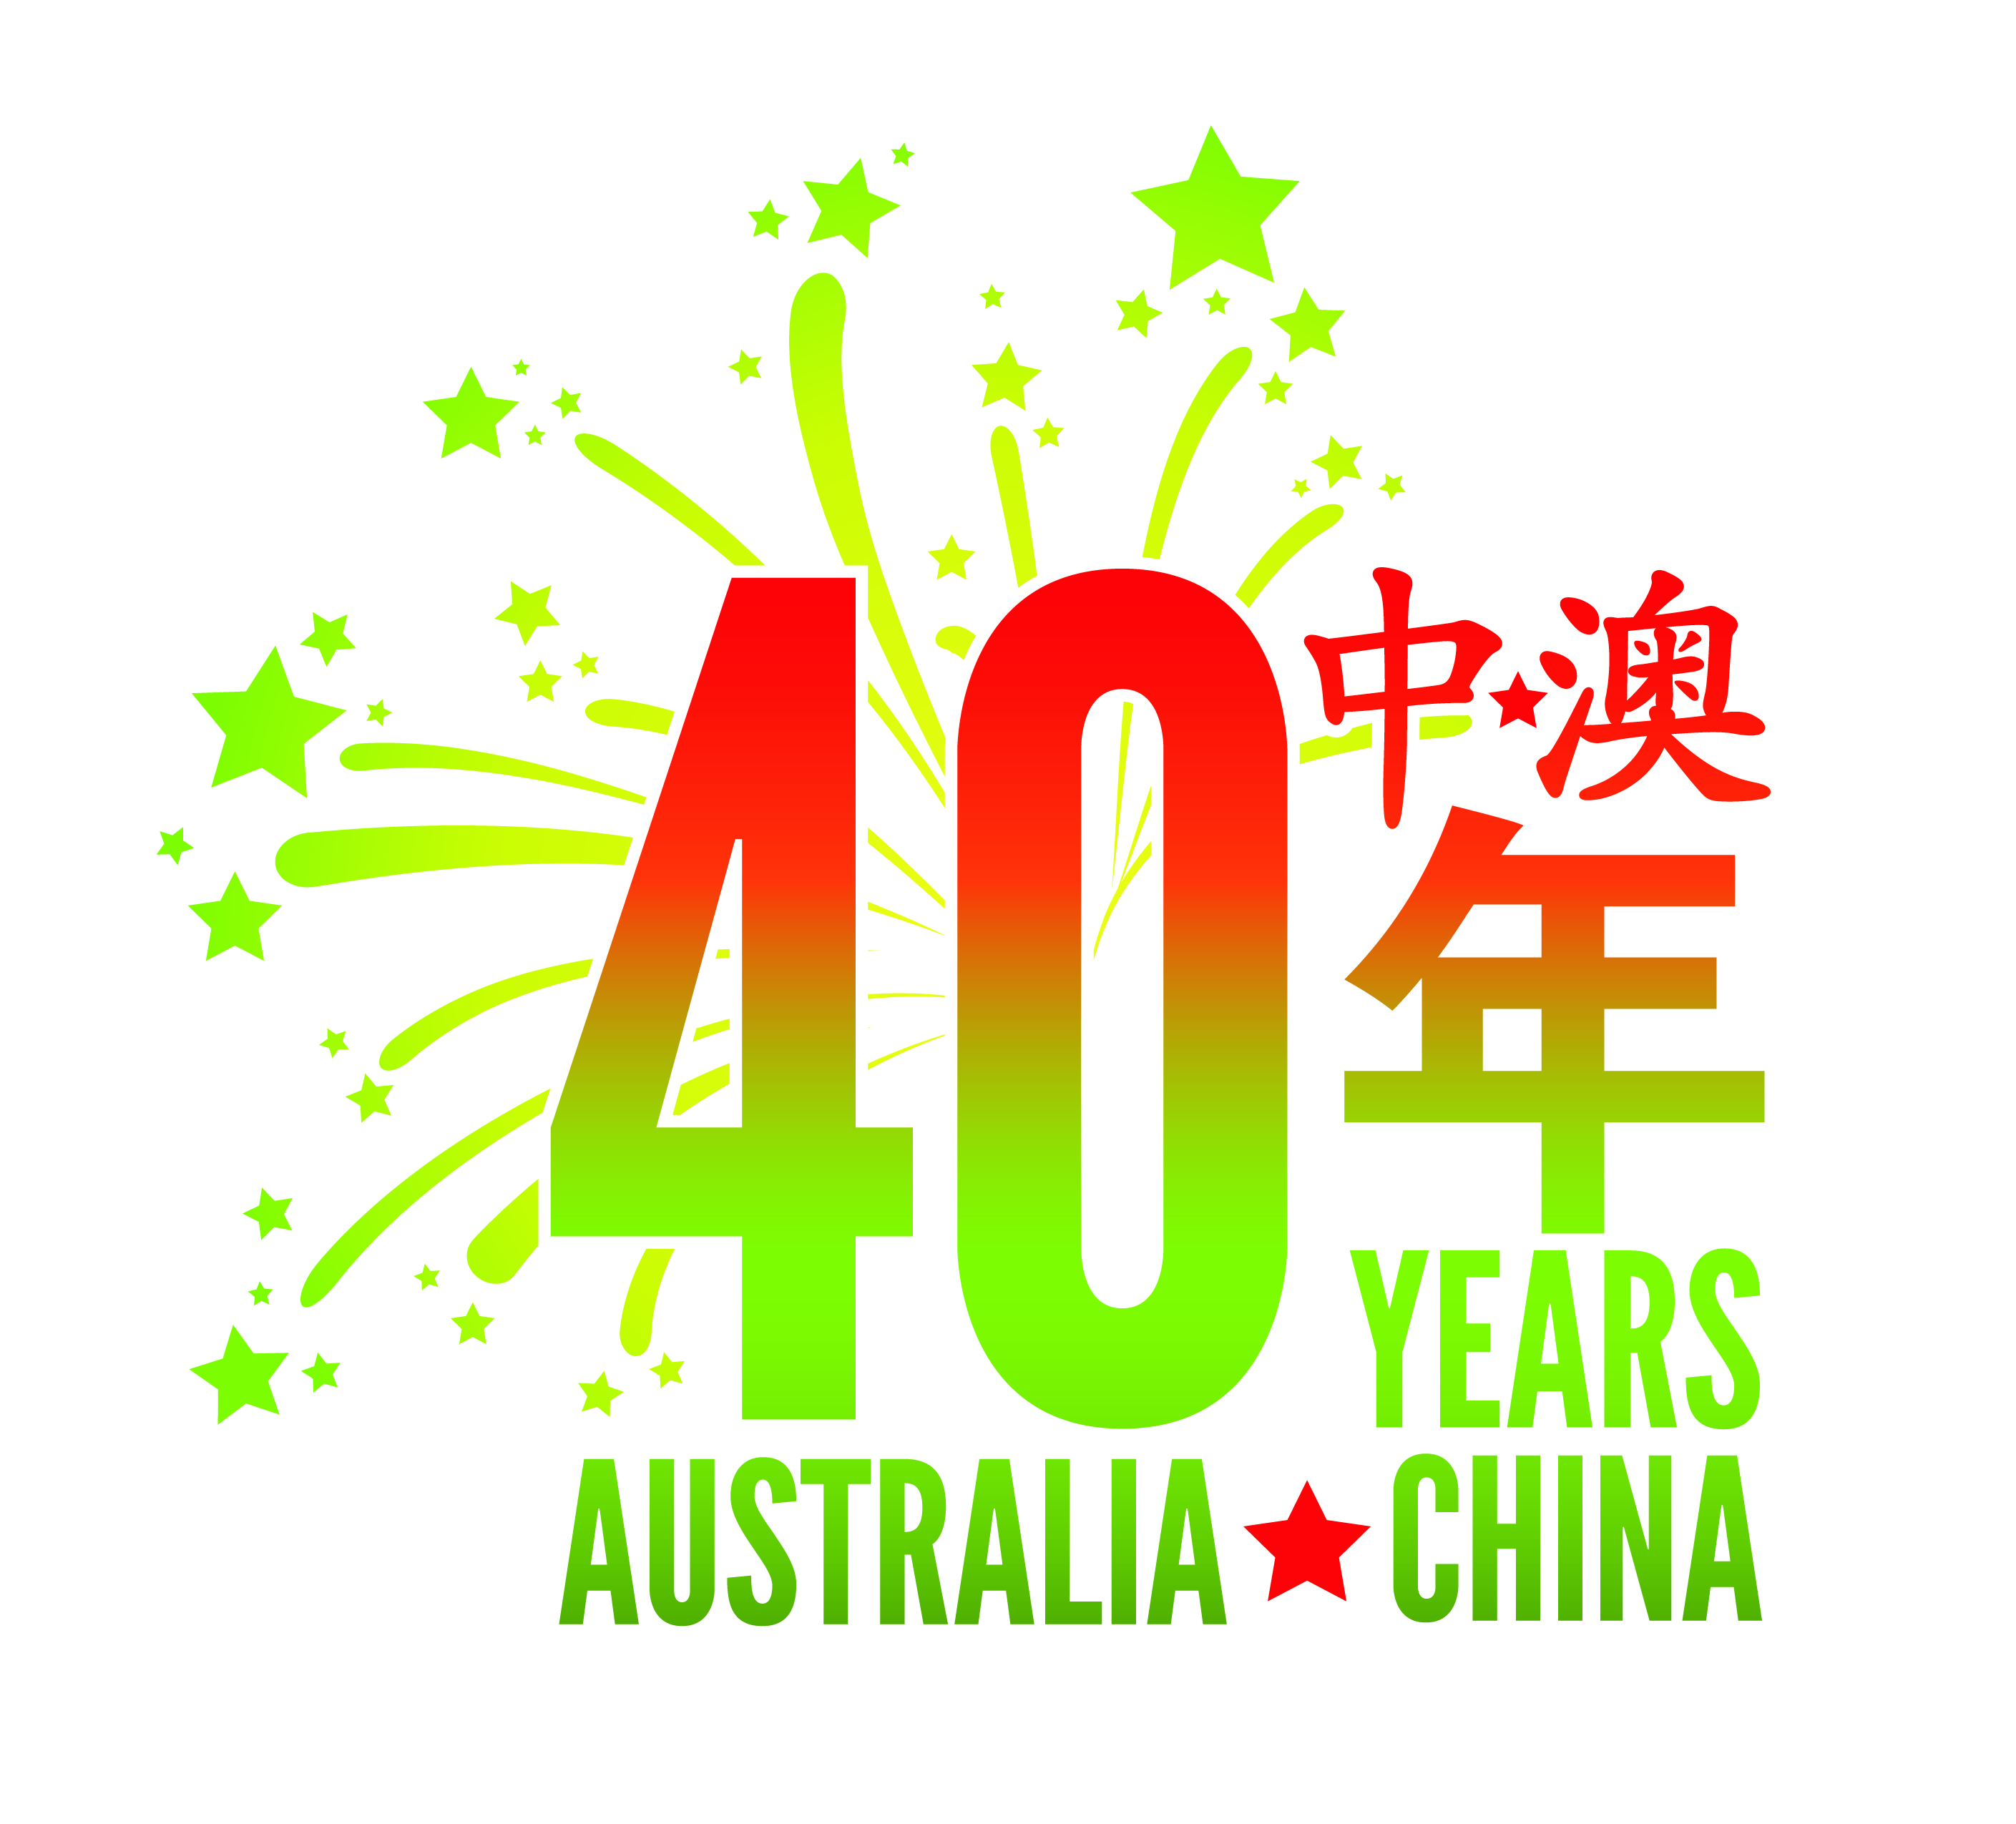 中★澳
40年
YEARS
AUSTRALIA★CHINA